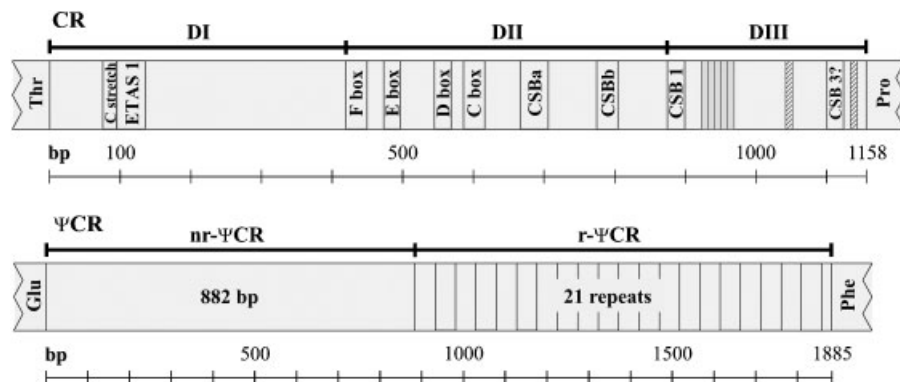 CR
DI DII DIII
Thr C stretch ETAS 1 F box E box D box C box CSBa CSBb CSB 1 CSB 3? Pro
bp 100 500 1000 1158
ΨCR
nr-ΨCR r-ΨCR
Glu 882 bp 21 repeats Phe
bp 500 1000 1500 1885